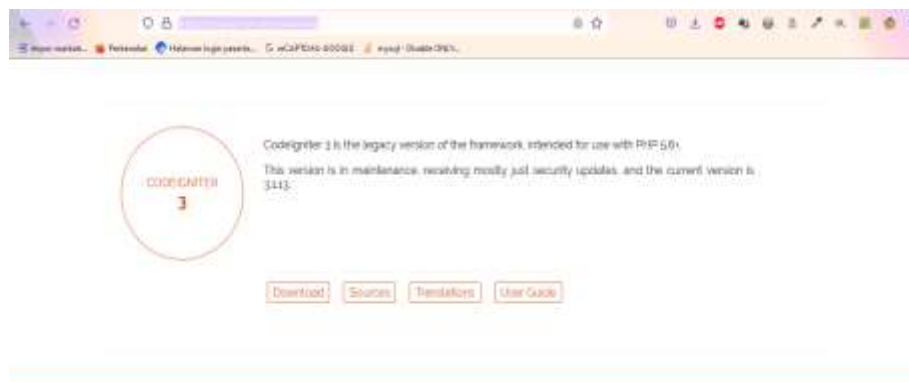 CodeIgniter 3 is the legacy version of the framework, intended for use with PHP 5.6+.
This version is in maintenance, receiving mostly just security updates, and the current version is
3.1.13.
CODEIGNITER
3
Download Sources Translations User Guide